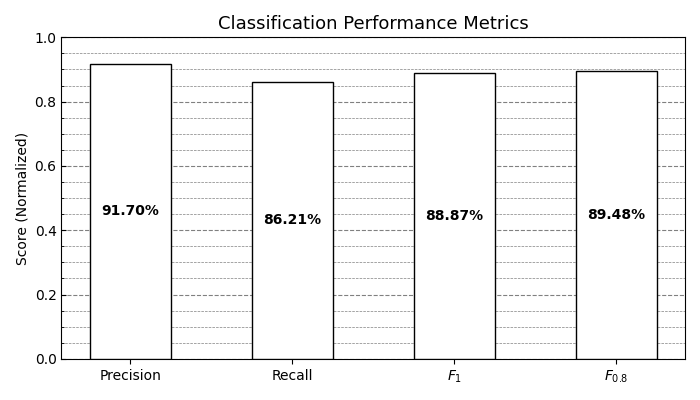 Classification Performance Metrics
Score (Normalized)
1.0
0.8
0.6
0.4
0.2
0.0
91.70%
86.21%
88.87%
89.48%
Precision
Recall
F₁
F₀.₈